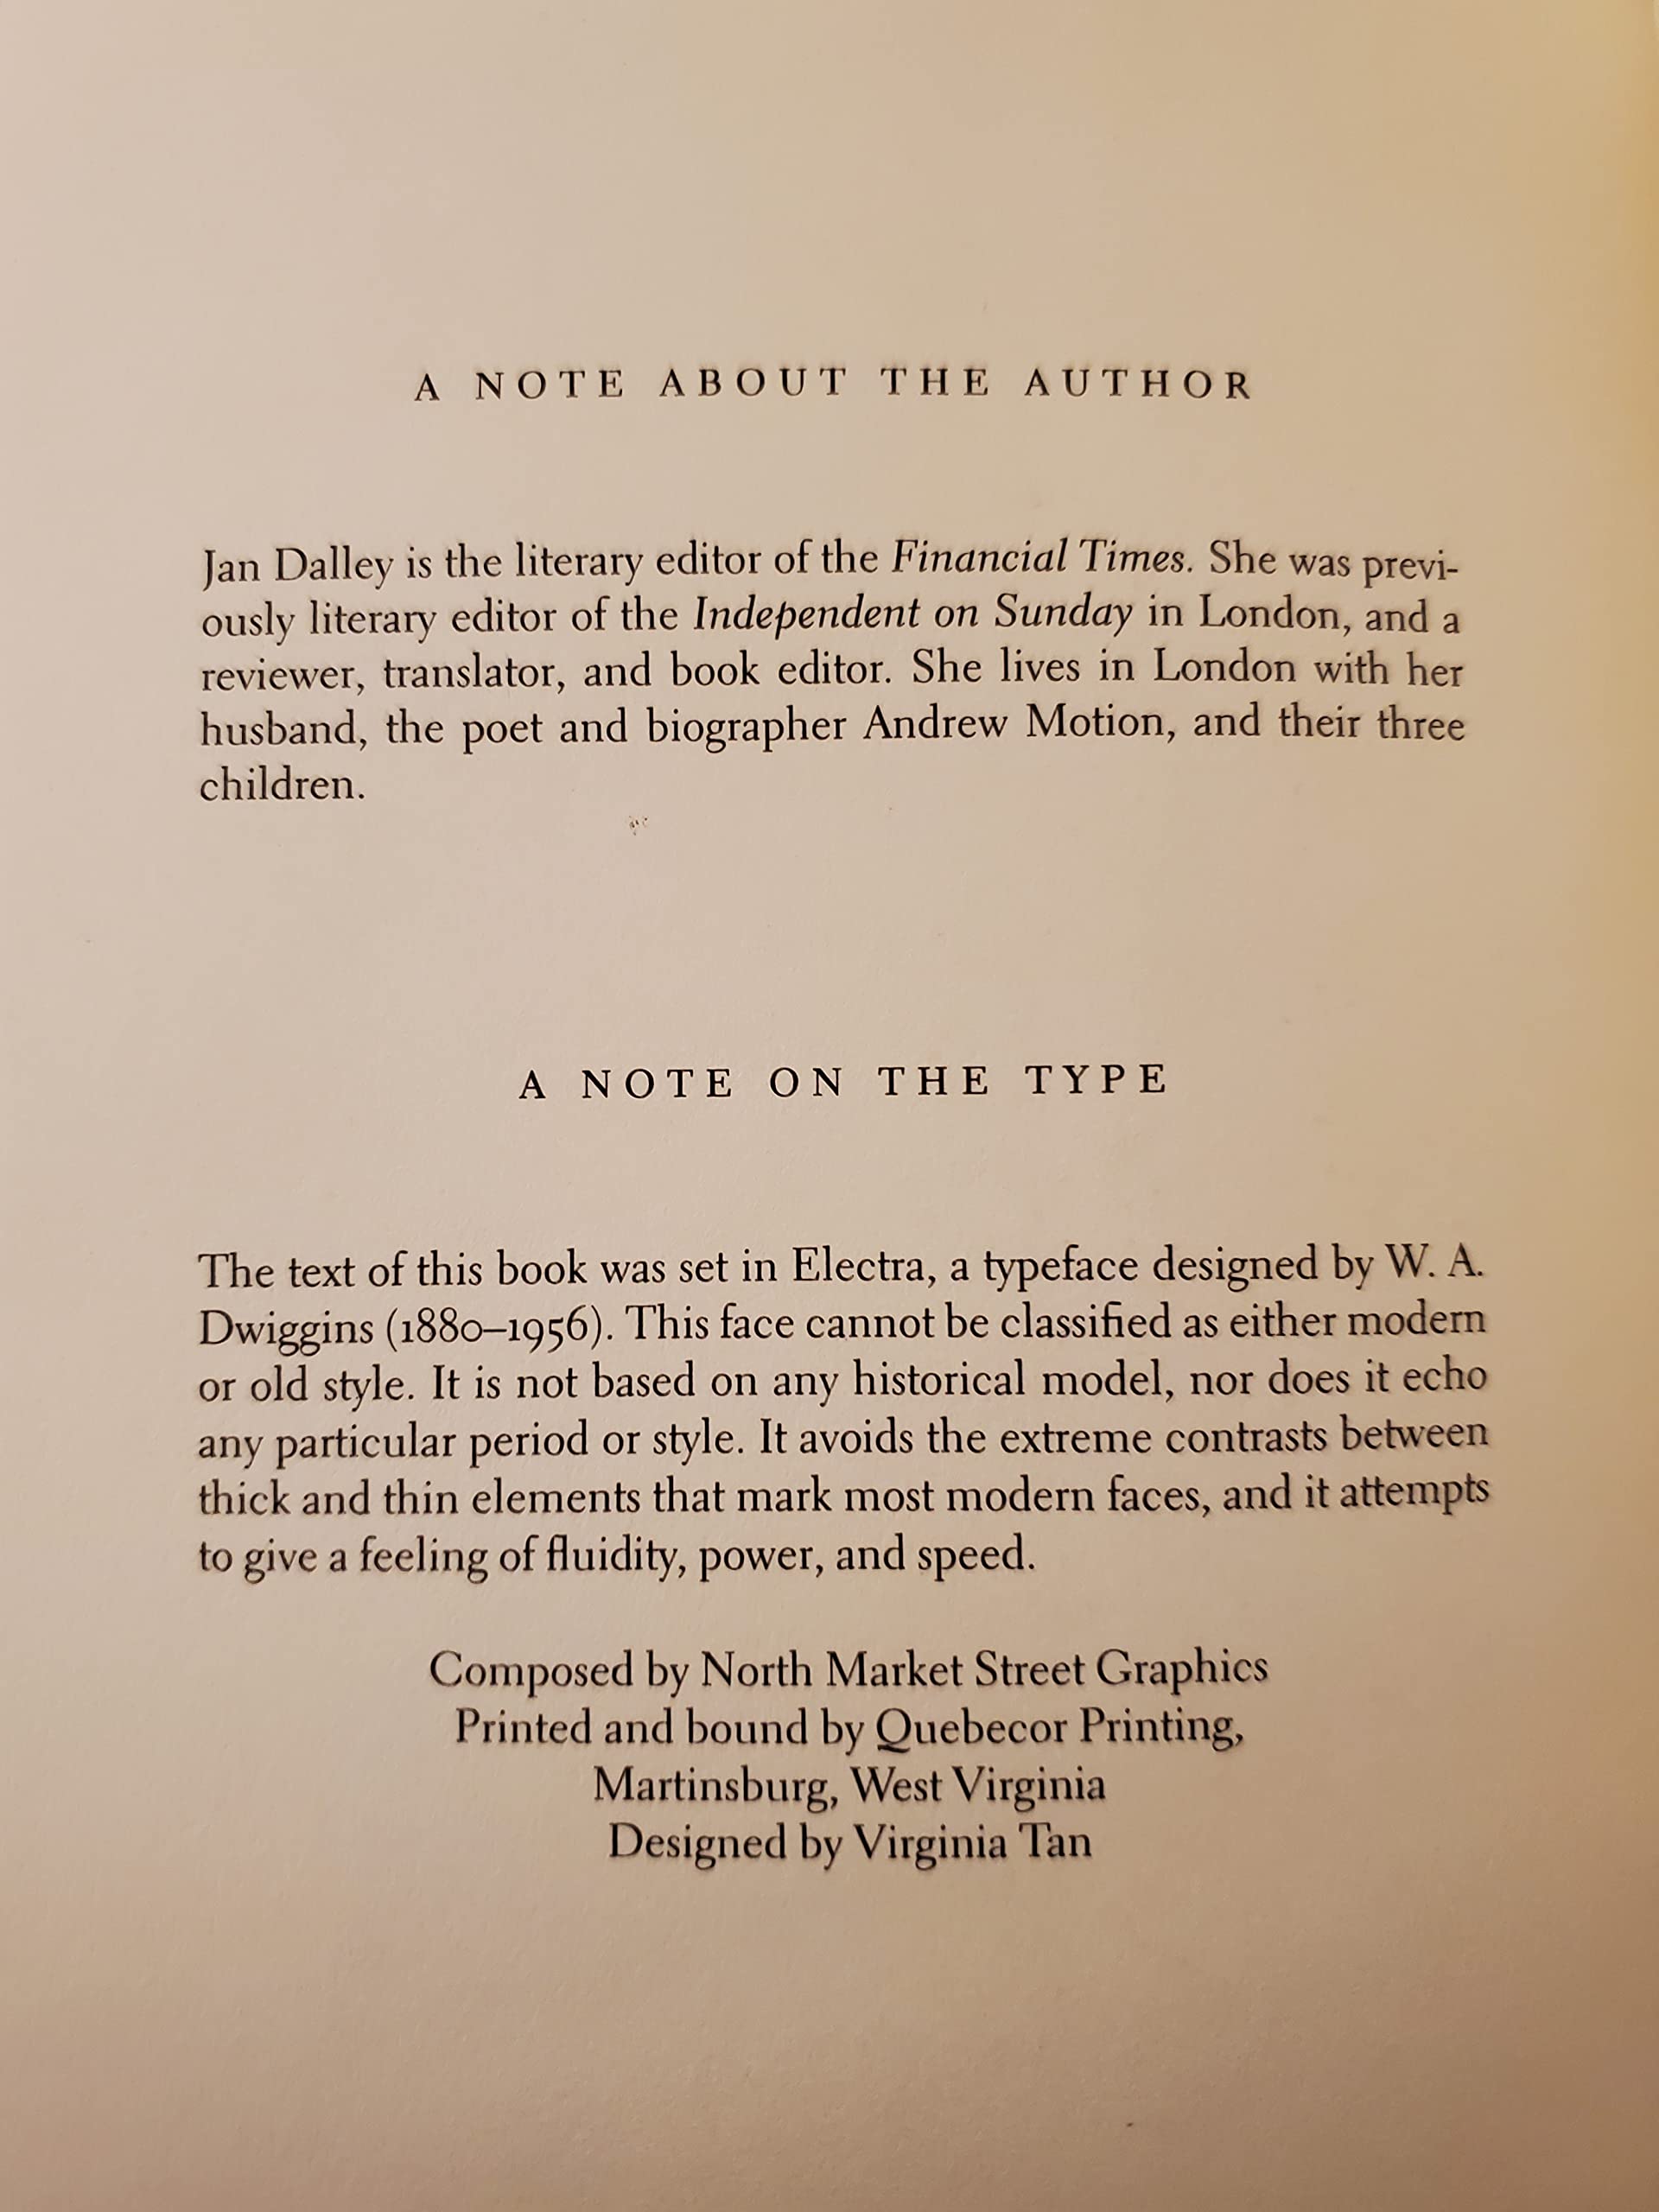 A NOTE ABOUT THE AUTHOR
Jan Dalley is the literary editor of the Financial Times. She was previ-
ously literary editor of the Independent on Sunday in London, and a
reviewer, translator, and book editor. She lives in London with her
husband, the poet and biographer Andrew Motion, and their three
children.
A NOTE ON THE TYPE
The text of this book was set in Electra, a typeface designed by W. A.
Dwiggins (1880–1956). This face cannot be classified as either modern
or old style. It is not based on any historical model, nor does it echo
any particular period or style. It avoids the extreme contrasts between
thick and thin elements that mark most modern faces, and it attempts
to give a feeling of fluidity, power, and speed.
Composed by North Market Street Graphics
Printed and bound by Quebecor Printing,
Martinsburg, West Virginia
Designed by Virginia Tan